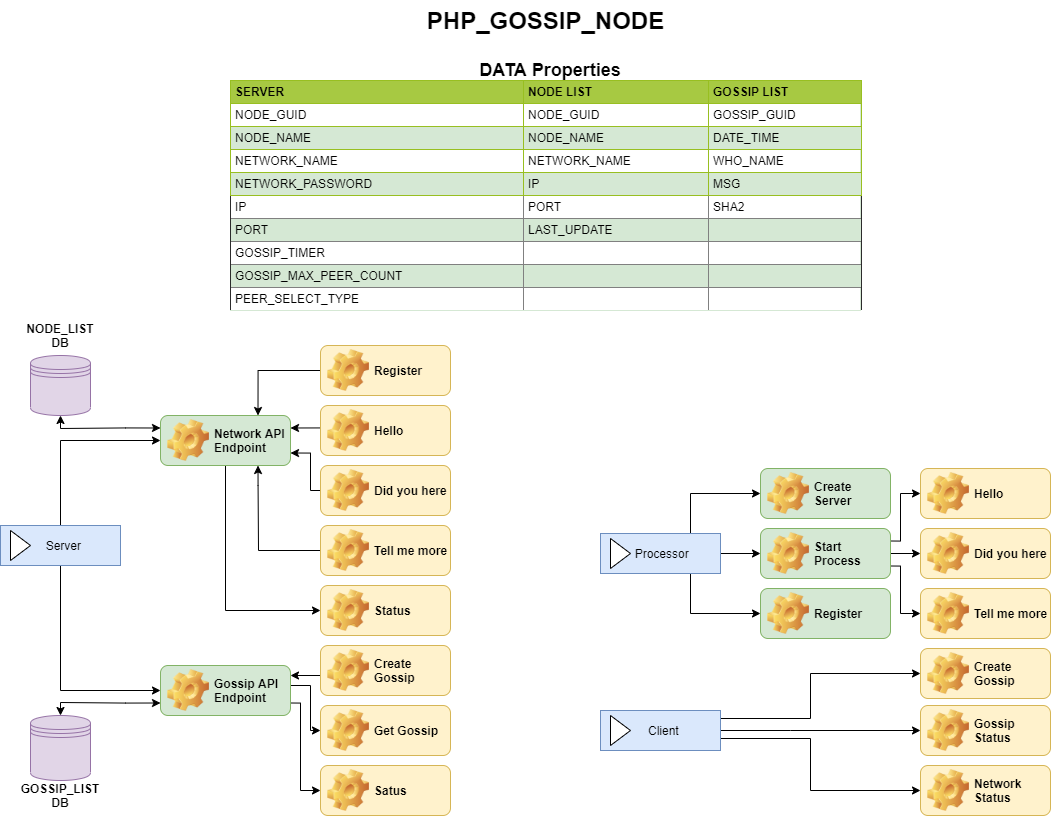 PHP_GOSSIP_NODE
DATA Properties
SERVER NODE LIST GOSSIP LIST
NODE_GUID NODE_GUID GOSSIP_GUID
NODE_NAME NODE_NAME DATE_TIME
NETWORK_NAME NETWORK_NAME WHO_NAME
NETWORK_PASSWORD IP MSG
IP PORT SHA2
PORT LAST_UPDATE
GOSSIP_TIMER
GOSSIP_MAX_PEER_COUNT
PEER_SELECT_TYPE
NODE_LIST
DB
Network API
Endpoint
Register
Hello
Did you here
Tell me more
Status
Server
Gossip API
Endpoint
Create
Gossip
Get Gossip
Satus
GOSSIP_LIST
DB
Processor
Create
Server
Start
Process
Register
Hello
Did you here
Tell me more
Client
Create
Gossip
Gossip
Status
Network
Status